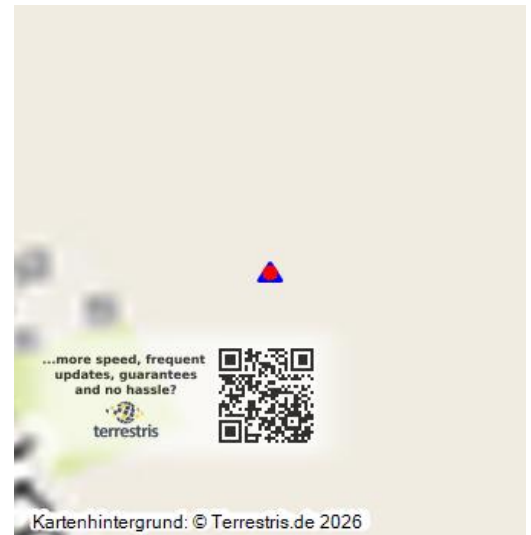 ...more speed, frequent
updates, guarantees
and no hassle?
terrestris
Kartenhintergrund: © Terrestris.de 2026